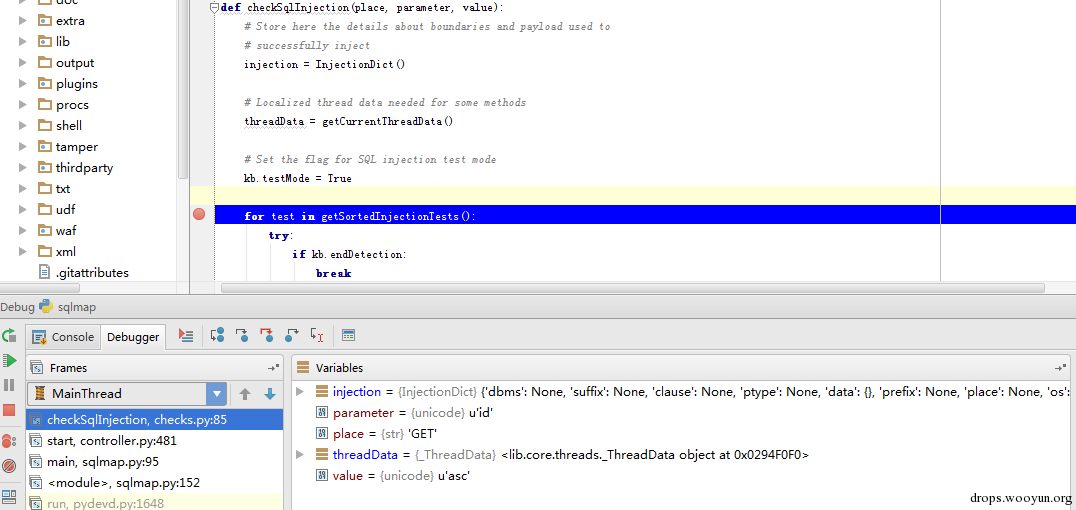 doc
extra
lib
output
plugins
procs
shell
tamper
thirdparty
txt
udf
waf
xml
.gitattributes
def checkSqlInjection(place, parameter, value):
# Store here the details about boundaries and payload used to
# successfully inject
injection = InjectionDict()
# Localized thread data needed for some methods
threadData = getCurrentThreadData()
# Set the flag for SQL injection test mode
kb.testMode = True
for test in getSortedInjectionTests():
try:
if kb.endDetection:
break
Debug sqlmap
Console Debugger
Frames
MainThread
checkSqlInjection, checks.py:85
start, controller.py:481
main, sqlmap.py:95
<module>, sqlmap.py:152
run, pydevd.py:1648
Variables
injection = {InjectionDict} {'dbms': None, 'suffix': None, 'clause': None, 'ptype': None, 'data': {}, 'prefix': None, 'place': None, 'os':
parameter = {unicode} u'id'
place = {str} 'GET'
threadData = {_ThreadData} <lib.core.threads._ThreadData object at 0x0294F0F0>
value = {unicode} u'asc'
drops.wooyun.org